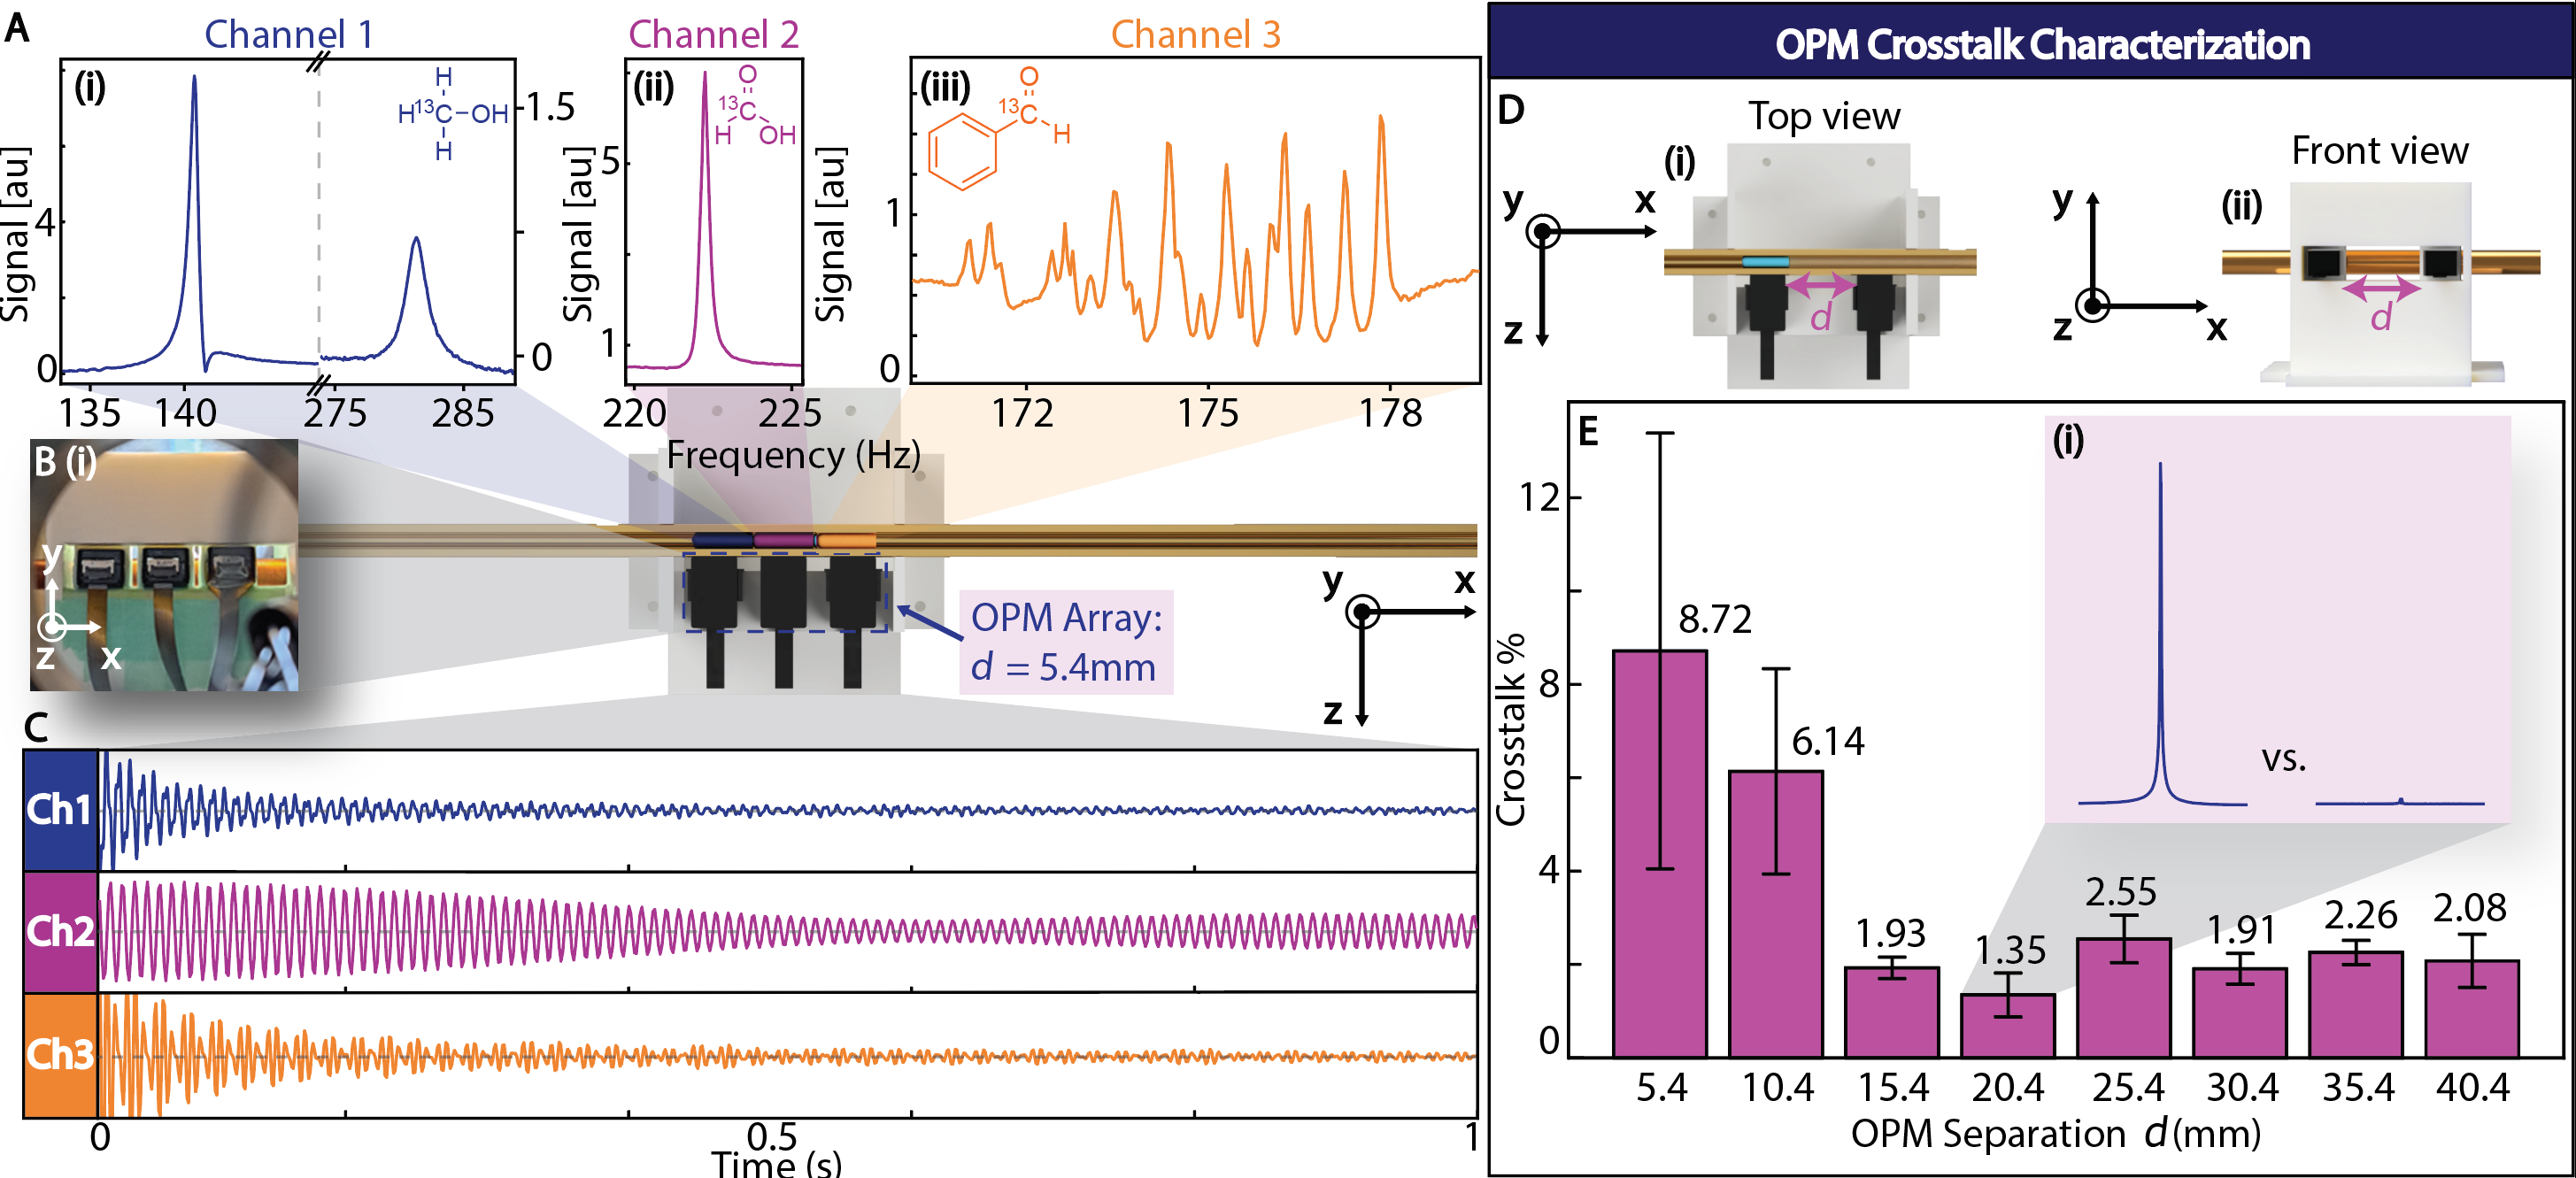 A
Channel 1
(i)
H
H¹³C–OH
H
Signal [au]
4
0
1.5
0
135 140 275 285
Channel 2
(ii)
O
¹³C
H OH
Signal [au]
5
1
220 225
Channel 3
(iii)
O
¹³C
H
Signal [au]
1
0
172 175 178
Frequency (Hz)
B (i)
y
z x
OPM Array:
d = 5.4mm
y x
z
C
Ch1
Ch2
Ch3
0 0.5 1
Time (s)
OPM Crosstalk Characterization
D
Top view
(i)
y x
z
d
Front view
(ii)
y
z x
d
E
(i)
vs.
Crosstalk %
12
8
4
0
8.72
6.14
1.93
1.35
2.55
1.91
2.26
2.08
5.4 10.4 15.4 20.4 25.4 30.4 35.4 40.4
OPM Separation d (mm)